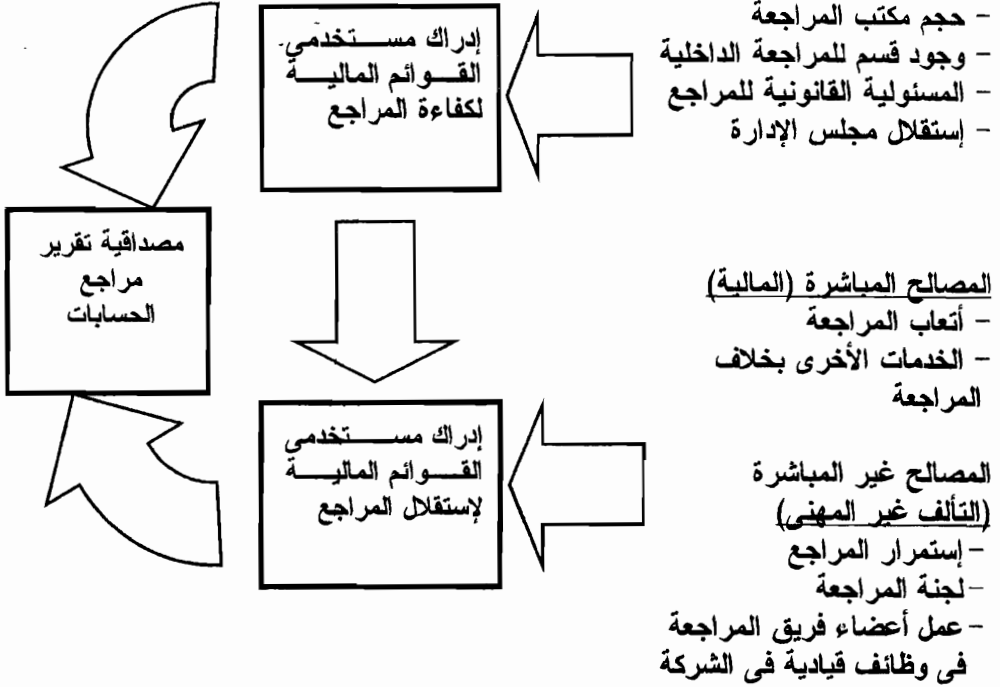 - حجم مكتب المراجعة
- وجود قسم للمراجعة الداخلية
- المسئولية القانونية للمراجع
- إستقلال مجلس الإدارة
إدراك مستخدمى
القوائم المالية
لكفاءة المراجع
مصداقية تقرير
مراجع
الحسابات
المصالح المباشرة (المالية)
- أتعاب المراجعة
- الخدمات الأخرى بخلاف
المراجعة
إدراك مستخدمى
القوائم المالية
لإستقلال المراجع
المصالح غير المباشرة
(التألف غير المهنى)
- إستمرار المراجع
- لجنة المراجعة
- عمل أعضاء فريق المراجعة
فى وظائف قيادية فى الشركة